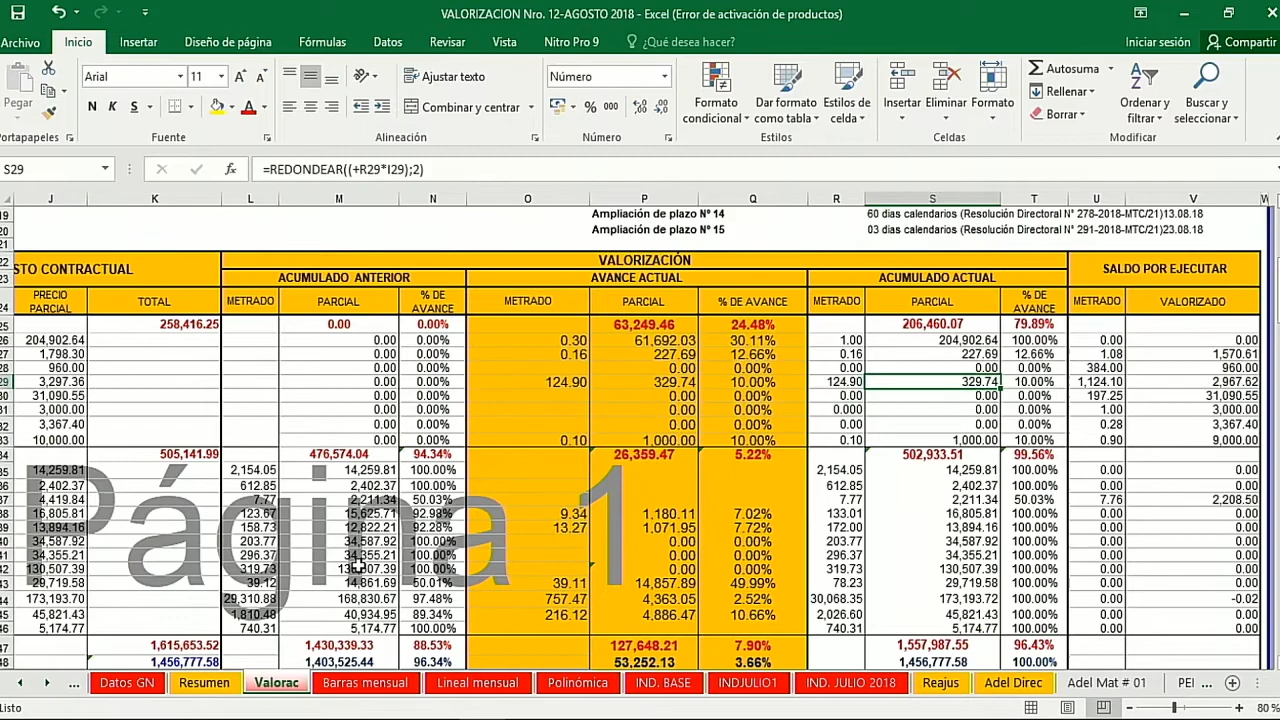 VALORIZACION Nro. 12-AGOSTO 2018 - Excel (Error de activación de productos)
Archivo Inicio Insertar Diseño de página Fórmulas Datos Revisar Vista Nitro Pro 9 ¿Qué desea hacer? Iniciar sesión Compartir
Pegar
Arial 11
N K S
Ajustar texto
Combinar y centrar
Número
% 000
Formato condicional
Dar formato como tabla
Estilos de celda
Insertar Eliminar Formato
Autosuma
Rellenar
Borrar
Ordenar y filtrar
Buscar y seleccionar
Portapapeles Fuente Alineación Número Estilos Celdas Modificar
S29 fx =REDONDEAR((+R29*I29);2)
J K L M N O P Q R S T U V W
19 Ampliación de plazo Nº 14 60 dias calendarios (Resolución Directoral N° 278-2018-MTC/21)13.08.18
20 Ampliación de plazo Nº 15 03 dias calendarios (Resolución Directoral N° 291-2018-MTC/21)23.08.18
21
22 STO CONTRACTUAL VALORIZACIÓN SALDO POR EJECUTAR
23 ACUMULADO ANTERIOR AVANCE ACTUAL ACUMULADO ACTUAL
24 PRECIO PARCIAL TOTAL METRADO PARCIAL % DE AVANCE METRADO PARCIAL % DE AVANCE METRADO PARCIAL % DE AVANCE METRADO VALORIZADO
25 258,416.25 0.00 0.00% 63,249.46 24.48% 206,460.07 79.89%
26 204,902.64 0.00 0.00% 0.30 61,692.03 30.11% 1.00 204,902.64 100.00% 0.00 0.00
27 1,798.30 0.00 0.00% 0.16 227.69 12.66% 0.16 227.69 12.66% 1.08 1,570.61
28 960.00 0.00 0.00% 0.00 0.00% 0.00 0.00 0.00% 384.00 960.00
29 3,297.36 0.00 0.00% 124.90 329.74 10.00% 124.90 329.74 10.00% 1,124.10 2,967.62
30 31,090.55 0.00 0.00% 0.00 0.00% 0.00 0.00 0.00% 197.25 31,090.55
31 3,000.00 0.00 0.00% 0.00 0.00% 0.000 0.00 0.00% 1.00 3,000.00
32 3,367.40 0.00 0.00% 0.00 0.00% 0.00 0.00 0.00% 0.28 3,367.40
33 10,000.00 0.00 0.00% 0.10 1,000.00 10.00% 0.10 1,000.00 10.00% 0.90 9,000.00
34 505,141.99 476,574.04 94.34% 26,359.47 5.22% 502,933.51 99.56%
35 14,259.81 2,154.05 14,259.81 100.00% 2,154.05 14,259.81 100.00% 0.00 0.00
36 2,402.37 612.85 2,402.37 100.00% 612.85 2,402.37 100.00% 0.00 0.00
37 4,419.84 7.77 2,211.34 50.03% 7.77 2,211.34 50.03% 7.76 2,208.50
38 16,805.81 123.67 15,625.71 92.98% 9.34 1,180.11 7.02% 133.01 16,805.81 100.00% 0.00 0.00
39 13,894.16 158.73 12,822.21 92.28% 13.27 1,071.95 7.72% 172.00 13,894.16 100.00% 0.00 0.00
40 34,587.92 203.77 34,587.92 100.00% 0.00 0.00% 203.77 34,587.92 100.00% 0.00 0.00
41 34,355.21 296.37 34,355.21 100.00% 0.00 0.00% 296.37 34,355.21 100.00% 0.00 0.00
42 130,507.39 319.73 100.00% 0.00 0.00% 319.73 130,507.39 100.00% 0.00 0.00
43 29,719.58 39.12 14,861.69 50.01% 39.11 14,857.89 49.99% 78.23 29,719.58 100.00% 0.00 0.00
44 173,193.70 29,310.88 168,830.67 97.48% 757.47 4,363.05 2.52% 30,068.35 173,193.72 100.00% 0.00 -0.02
45 45,821.43 1,810.48 40,934.95 89.34% 216.12 4,886.47 10.66% 2,026.60 45,821.43 100.00% 0.00 0.00
46 5,174.77 740.31 5,174.77 100.00% 0.00 0.00% 740.31 5,174.77 100.00% 0.00 0.00
47 1,615,653.52 1,430,339.33 88.53% 127,648.21 7.90% 1,557,987.55 96.43%
48 1,456,777.58 1,403,525.44 96.34% 53,252.13 3.66% 1,456,777.58 100.00%
Página 1
... Datos GN Resumen Valorac Barras mensual Lineal mensual Polinómica IND. BASE INDJULIO1 IND. JULIO 2018 Reajus Adel Direc Adel Mat # 01 PEI ...
Listo 80 %